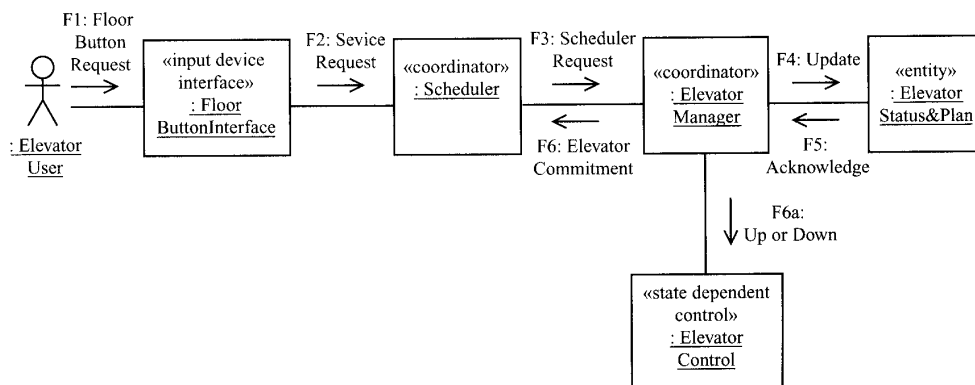 F1: Floor
Button
Request
: Elevator
User
«input device
interface»
: Floor
ButtonInterface
F2: Sevice
Request
«coordinator»
: Scheduler
F3: Scheduler
Request
F6: Elevator
Commitment
«coordinator»
: Elevator
Manager
F4: Update
F5:
Acknowledge
«entity»
: Elevator
Status&Plan
F6a:
Up or Down
«state dependent
control»
: Elevator
Control